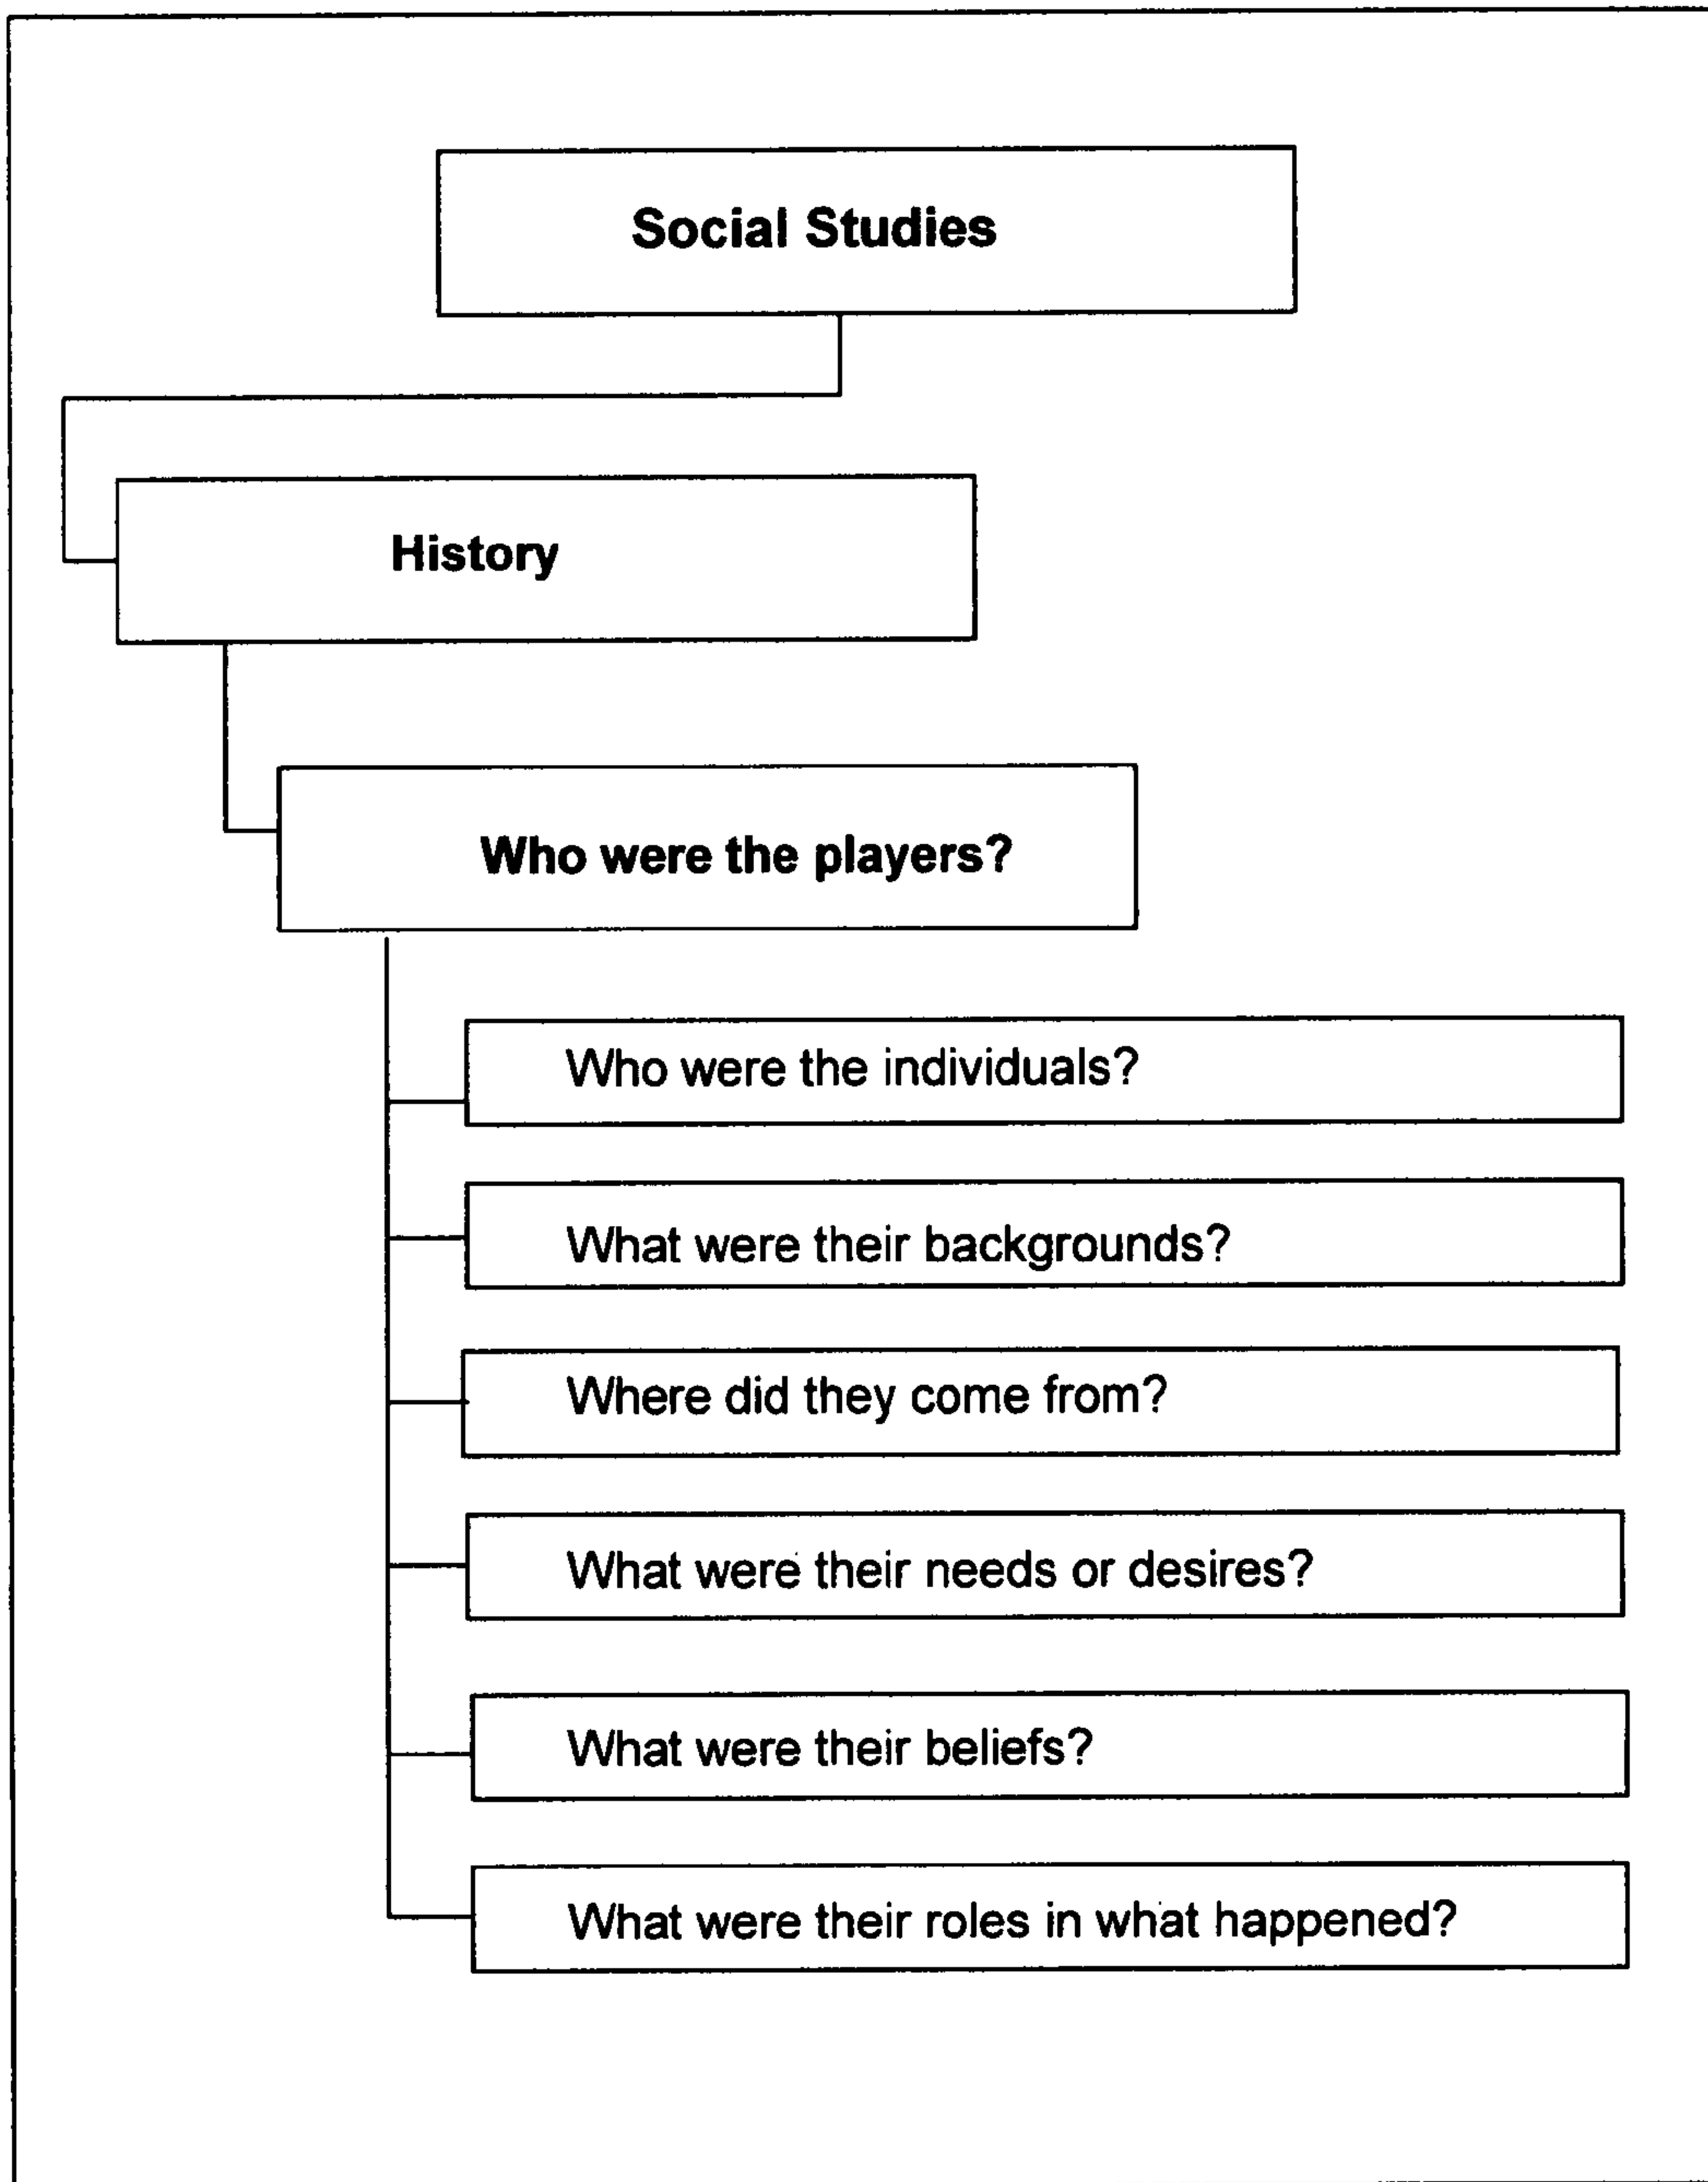 Social Studies
History
Who were the players?
Who were the individuals?
What were their backgrounds?
Where did they come from?
What were their needs or desires?
What were their beliefs?
What were their roles in what happened?